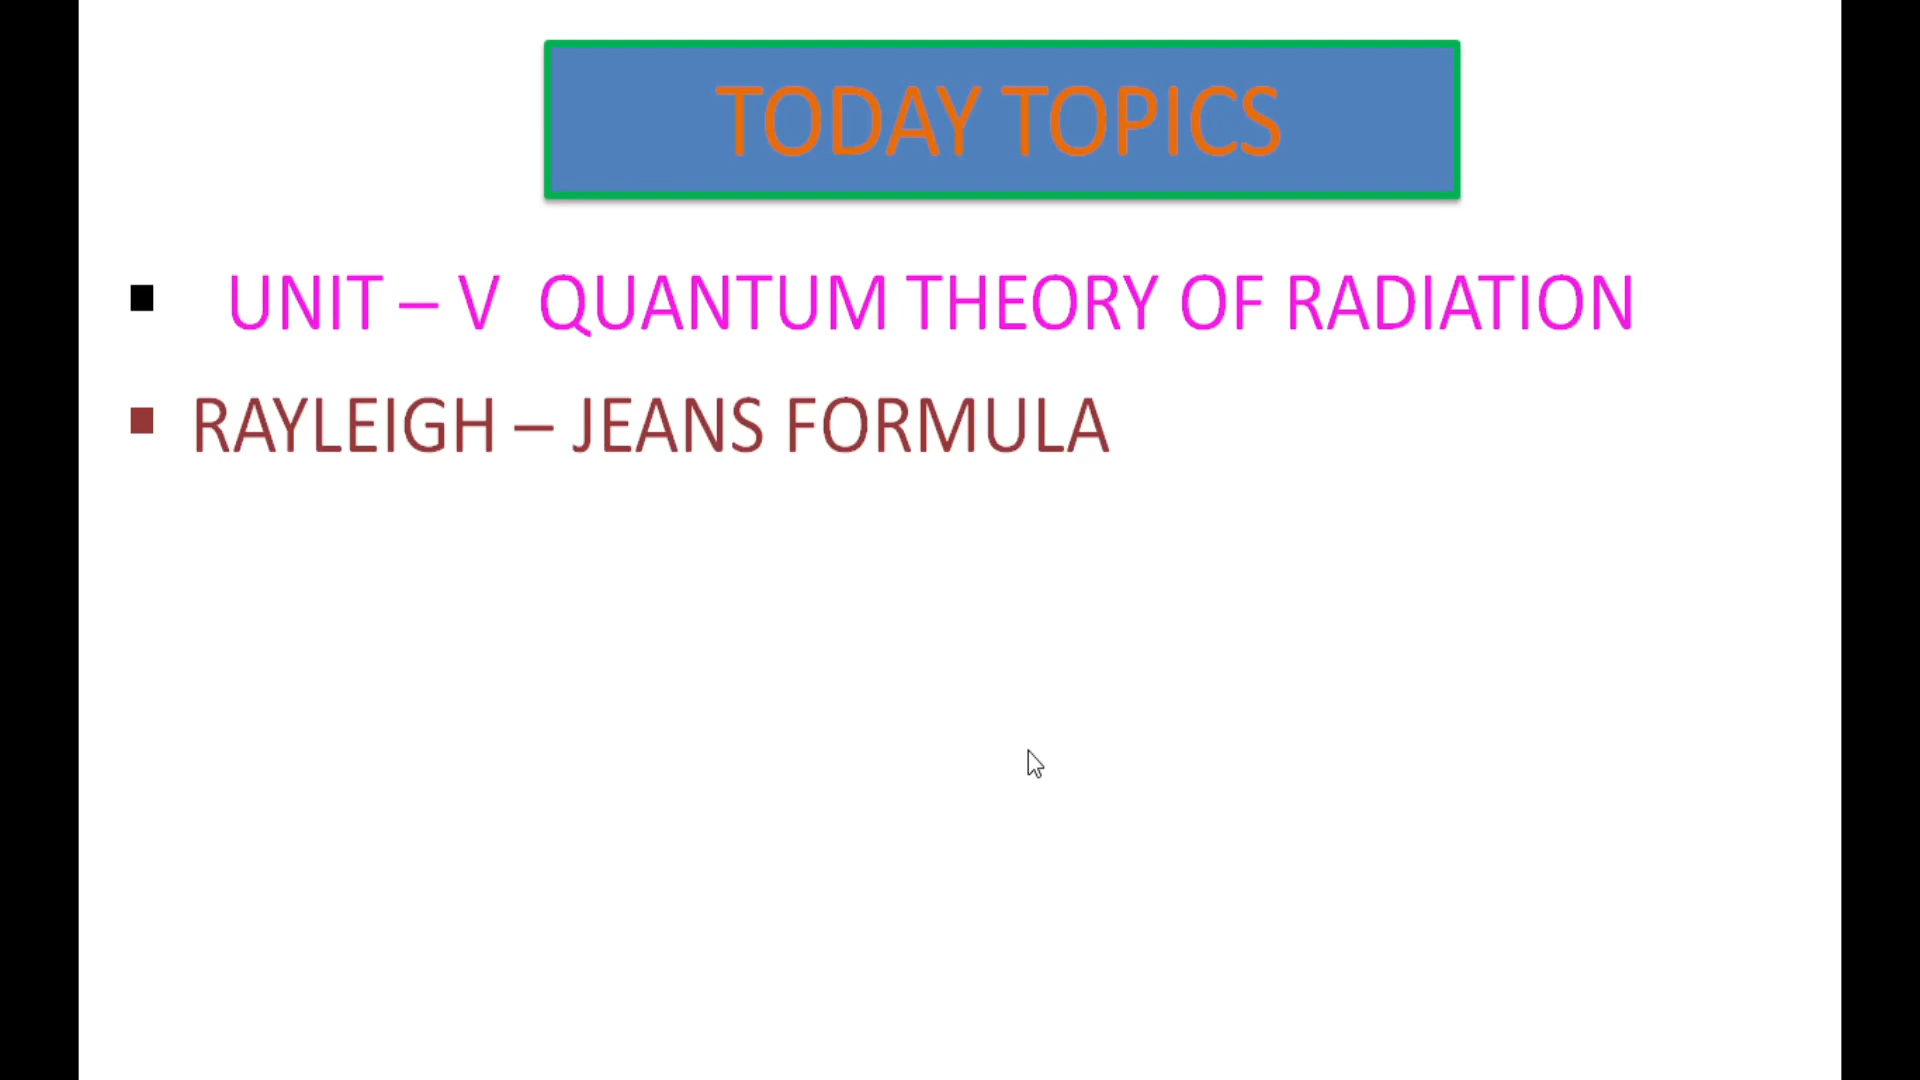 TODAY TOPICS
UNIT – V QUANTUM THEORY OF RADIATION
RAYLEIGH – JEANS FORMULA